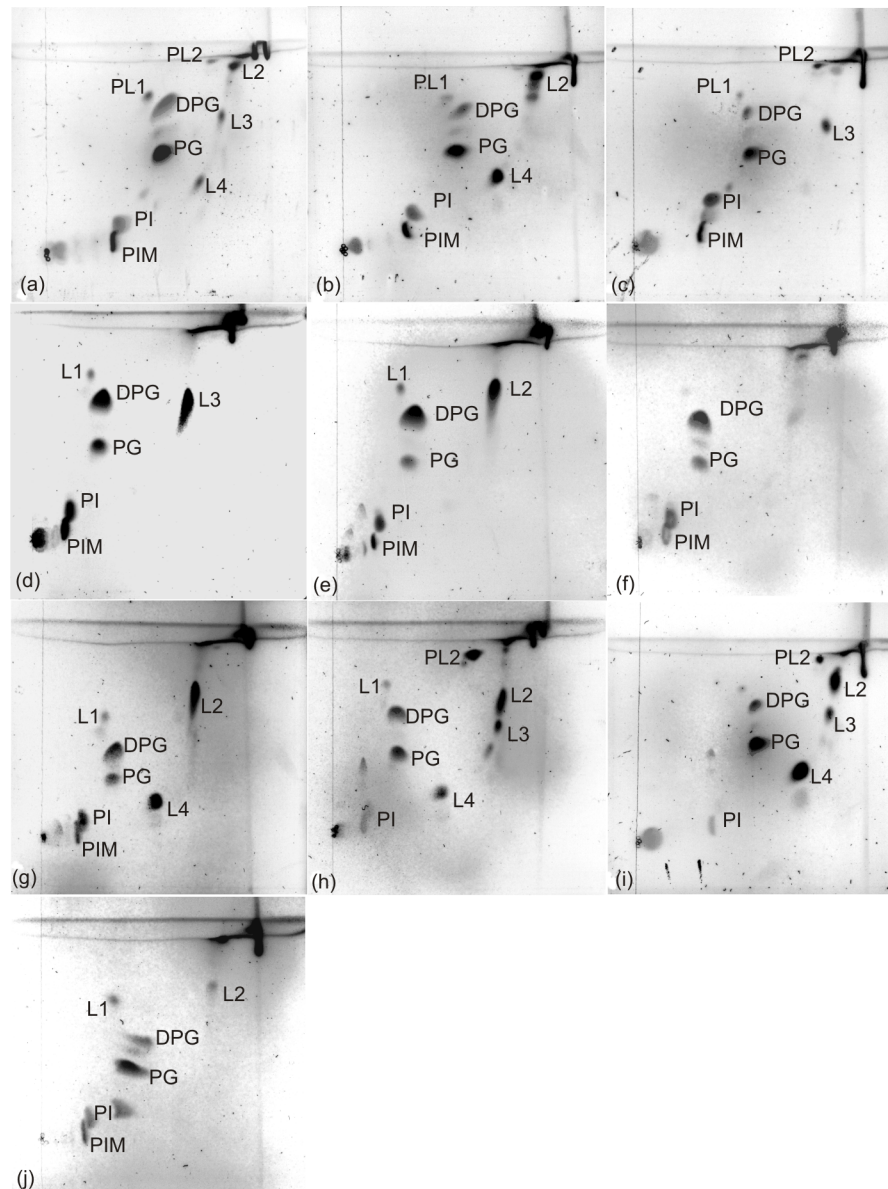 PL2
L2
PL1
DPG
L3
PG
L4
PI
PIM
(a)
L2
PL1
DPG
PG
L4
PI
PIM
(b)
PL2
PL1
DPG
L3
PG
PI
PIM
(c)
L1
DPG
L3
PG
PI
PIM
(d)
L1
L2
DPG
PG
PI
PIM
(e)
DPG
PG
PI
PIM
(f)
L2
L1
DPG
PG
L4
PI
PIM
(g)
PL2
L1
L2
DPG
L3
PG
L4
PI
(h)
PL2
L2
DPG
L3
PG
L4
PI
(i)
L1
L2
DPG
PG
PI
PIM
(j)